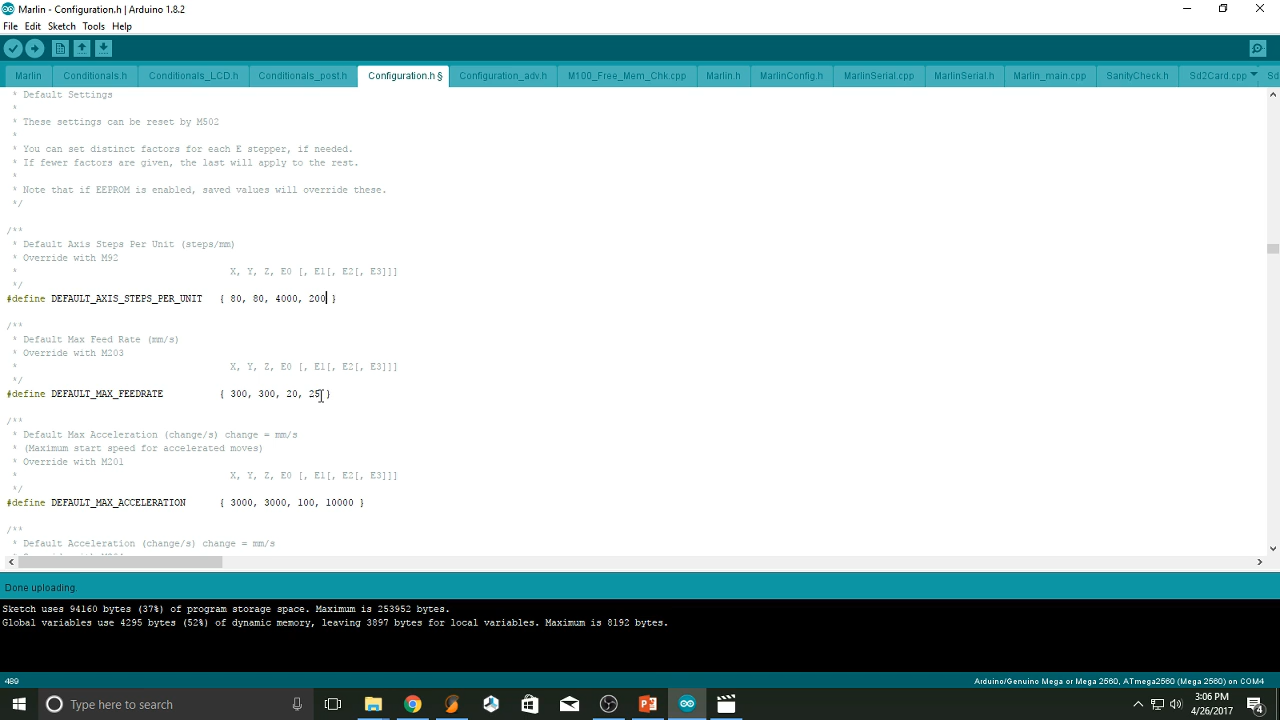 Marlin - Configuration.h | Arduino 1.8.2
File Edit Sketch Tools Help
Marlin Conditionals.h Conditionals_LCD.h Conditionals_post.h Configuration.h § Configuration_adv.h M100_Free_Mem_Chk.cpp Marlin.h MarlinConfig.h MarlinSerial.cpp MarlinSerial.h Marlin_main.cpp SanityCheck.h Sd2Card.cpp Sd
* Default Settings
*
* These settings can be reset by M502
*
* You can set distinct factors for each E stepper, if needed.
* If fewer factors are given, the last will apply to the rest.
*
* Note that if EEPROM is enabled, saved values will override these.
*/
/**
* Default Axis Steps Per Unit (steps/mm)
* Override with M92
* X, Y, Z, E0 [, E1[, E2[, E3]]]
*/
#define DEFAULT_AXIS_STEPS_PER_UNIT { 80, 80, 4000, 200 }
/**
* Default Max Feed Rate (mm/s)
* Override with M203
* X, Y, Z, E0 [, E1[, E2[, E3]]]
*/
#define DEFAULT_MAX_FEEDRATE { 300, 300, 20, 25 }
/**
* Default Max Acceleration (change/s) change = mm/s
* (Maximum start speed for accelerated moves)
* Override with M201
* X, Y, Z, E0 [, E1[, E2[, E3]]]
*/
#define DEFAULT_MAX_ACCELERATION { 3000, 3000, 100, 10000 }
/**
* Default Acceleration (change/s) change = mm/s
Done uploading.
Sketch uses 94160 bytes (37%) of program storage space. Maximum is 253952 bytes.
Global variables use 4295 bytes (52%) of dynamic memory, leaving 3897 bytes for local variables. Maximum is 8192 bytes.
489 Arduino/Genuino Mega or Mega 2560, ATmega2560 (Mega 2560) on COM4
Type here to search
3:06 PM
4/26/2017
4